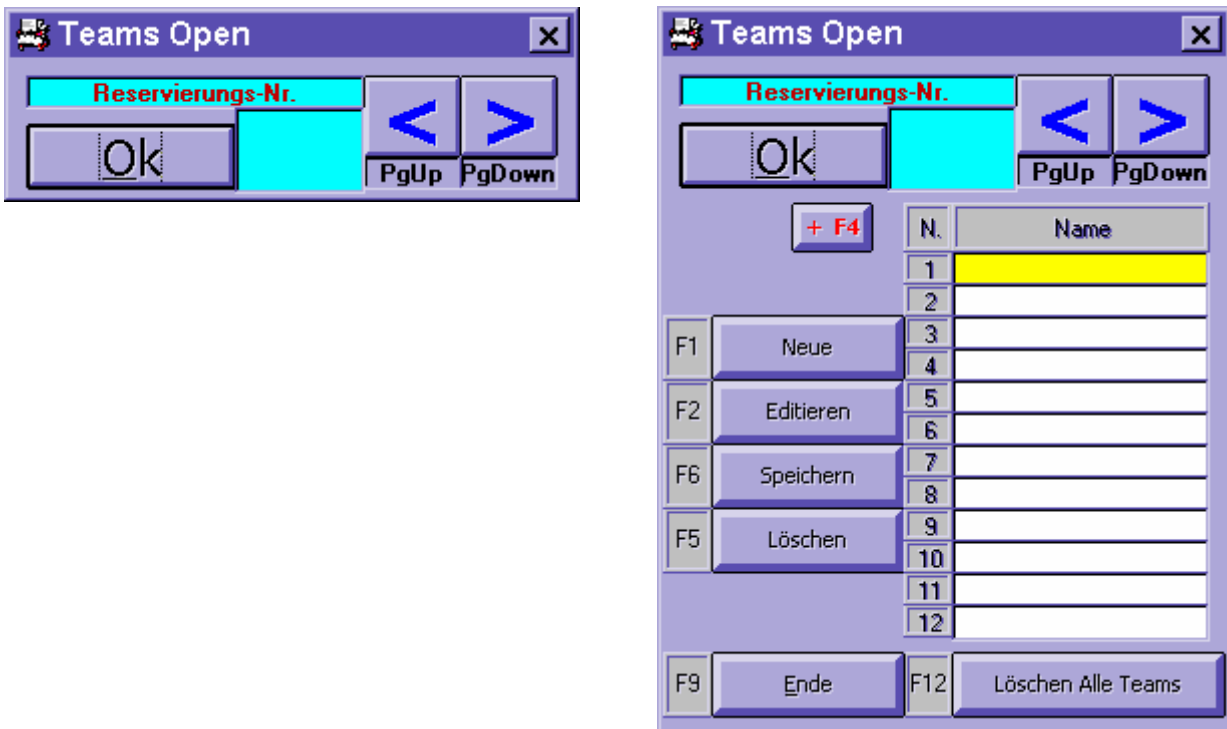 Teams Open
Reservierungs-Nr.
Ok
< >
PgUp PgDown
Teams Open
Reservierungs-Nr.
Ok
< >
PgUp PgDown
+ F4
N. Name
1
2
F1 Neue 3
4
F2 Editieren 5
6
F6 Speichern 7
8
F5 Löschen 9
10
11
12
F9 Ende F12 Löschen Alle Teams